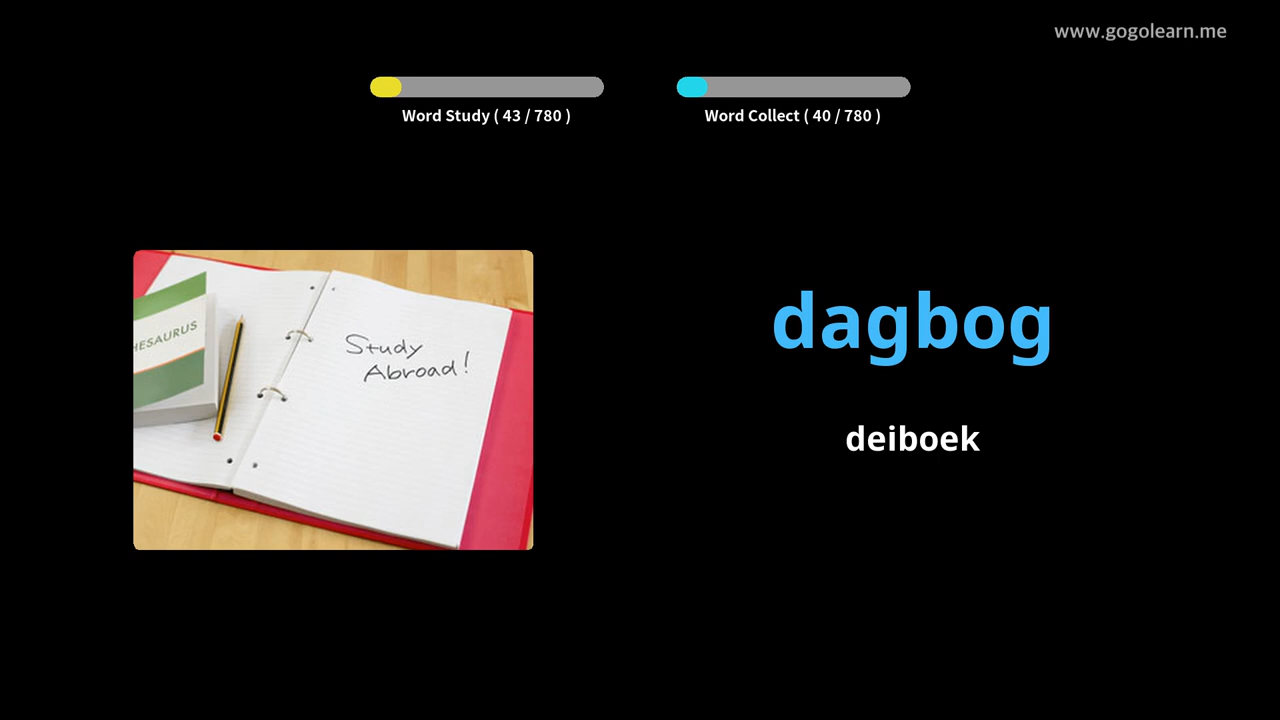 www.gogolearn.me
Word Study ( 43 / 780 )
Word Collect ( 40 / 780 )
HESAURUS
Study
Abroad!
dagbog
deiboek